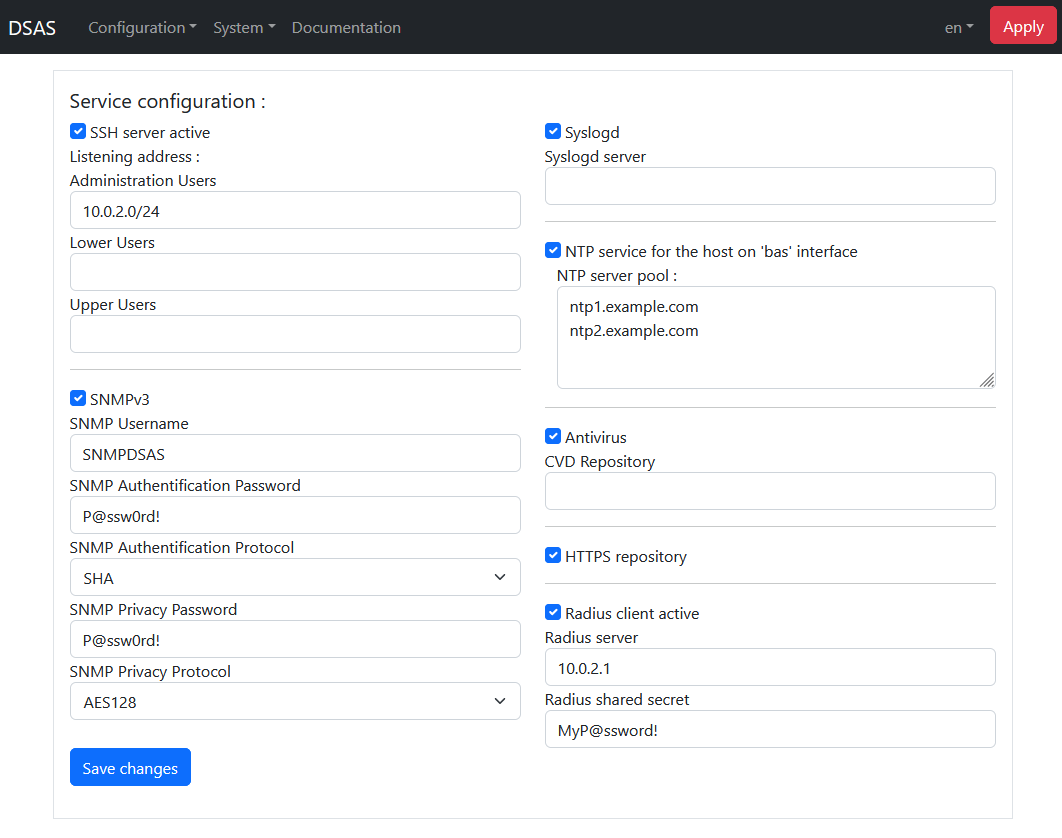 DSAS Configuration System Documentation en Apply
Service configuration :
SSH server active
Listening address :
Administration Users
10.0.2.0/24
Lower Users
Upper Users
SNMPv3
SNMP Username
SNMPDSAS
SNMP Authentification Password
P@ssw0rd!
SNMP Authentification Protocol
SHA
SNMP Privacy Password
P@ssw0rd!
SNMP Privacy Protocol
AES128
Save changes
Syslogd
Syslogd server
NTP service for the host on 'bas' interface
NTP server pool :
ntp1.example.com
ntp2.example.com
Antivirus
CVD Repository
HTTPS repository
Radius client active
Radius server
10.0.2.1
Radius shared secret
MyP@ssword!